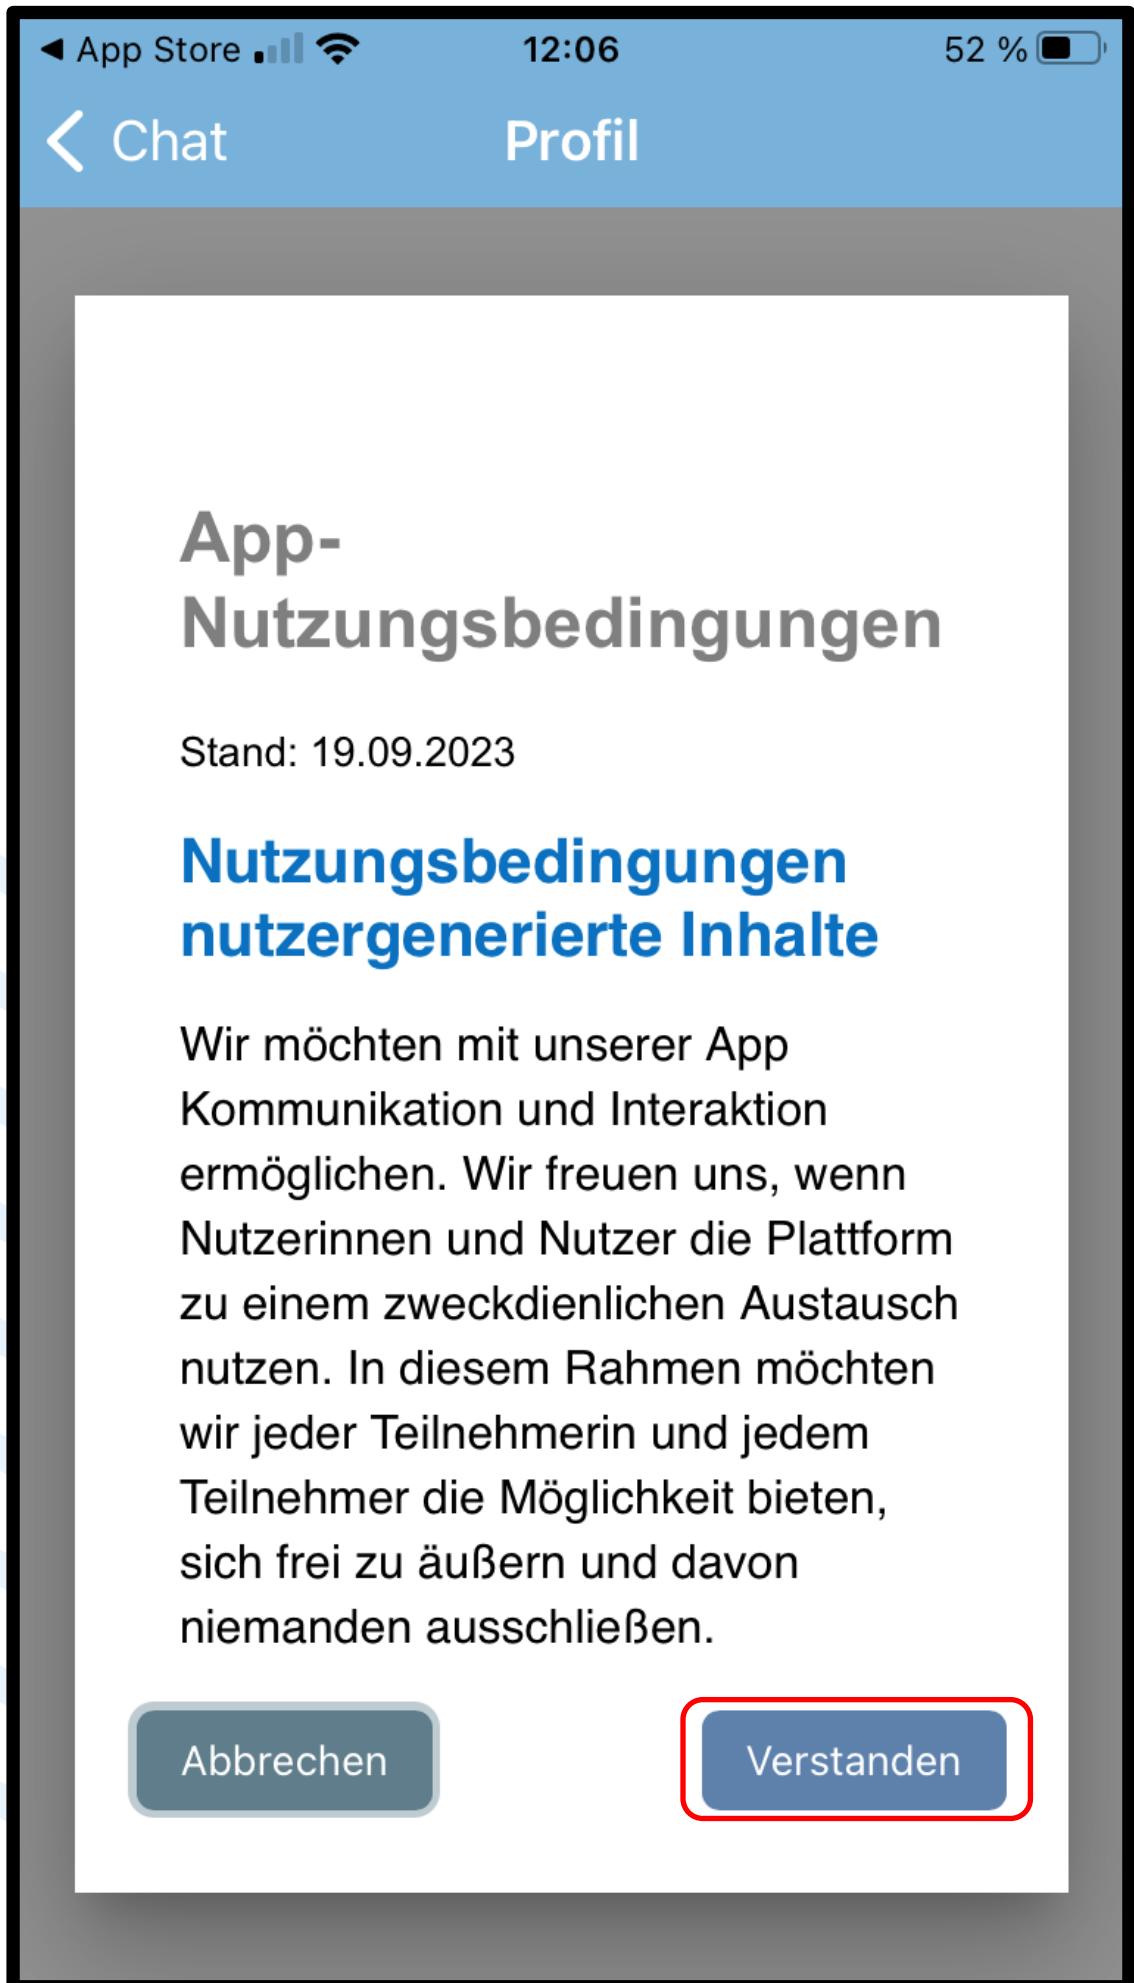 ◀ App Store 12:06 52 %
Chat Profil
App-
Nutzungsbedingungen
Stand: 19.09.2023
Nutzungsbedingungen
nutzergenerierte Inhalte
Wir möchten mit unserer App
Kommunikation und Interaktion
ermöglichen. Wir freuen uns, wenn
Nutzerinnen und Nutzer die Plattform
zu einem zweckdienlichen Austausch
nutzen. In diesem Rahmen möchten
wir jeder Teilnehmerin und jedem
Teilnehmer die Möglichkeit bieten,
sich frei zu äußern und davon
niemanden ausschließen.
Abbrechen Verstanden